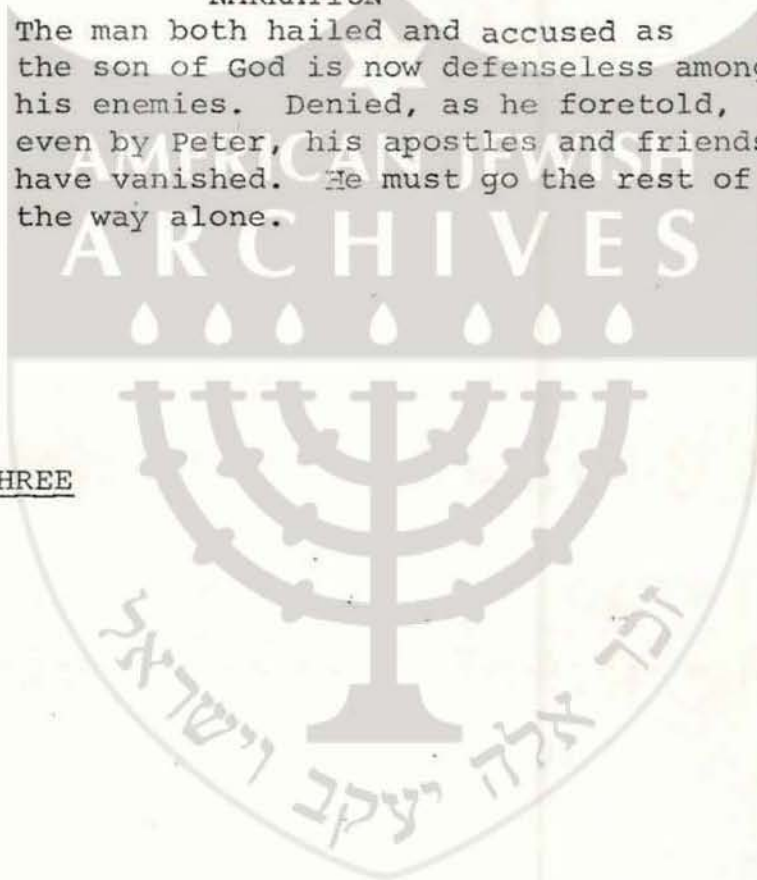 NARRATION
The man both hailed and accused as
the son of God is now defenseless among
his enemies. Denied, as he foretold,
even by Peter, his apostles and friends
have vanished. He must go the rest of
the way alone.
AMERICAN JEWISH
ARCHIVES
HREE
זכר אלה יעקב וישראל